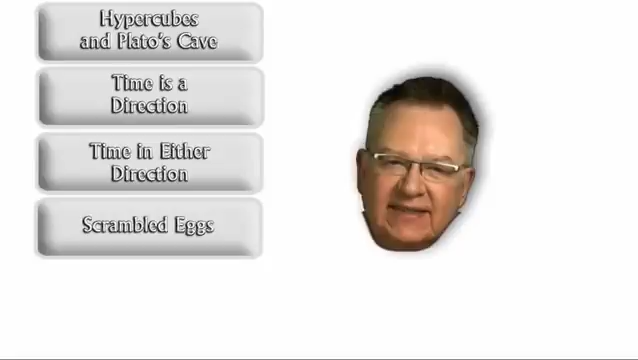 Hypercubes
and Plato's Cave
Time is a
Direction
Time in Either
Direction
Scrambled Eggs